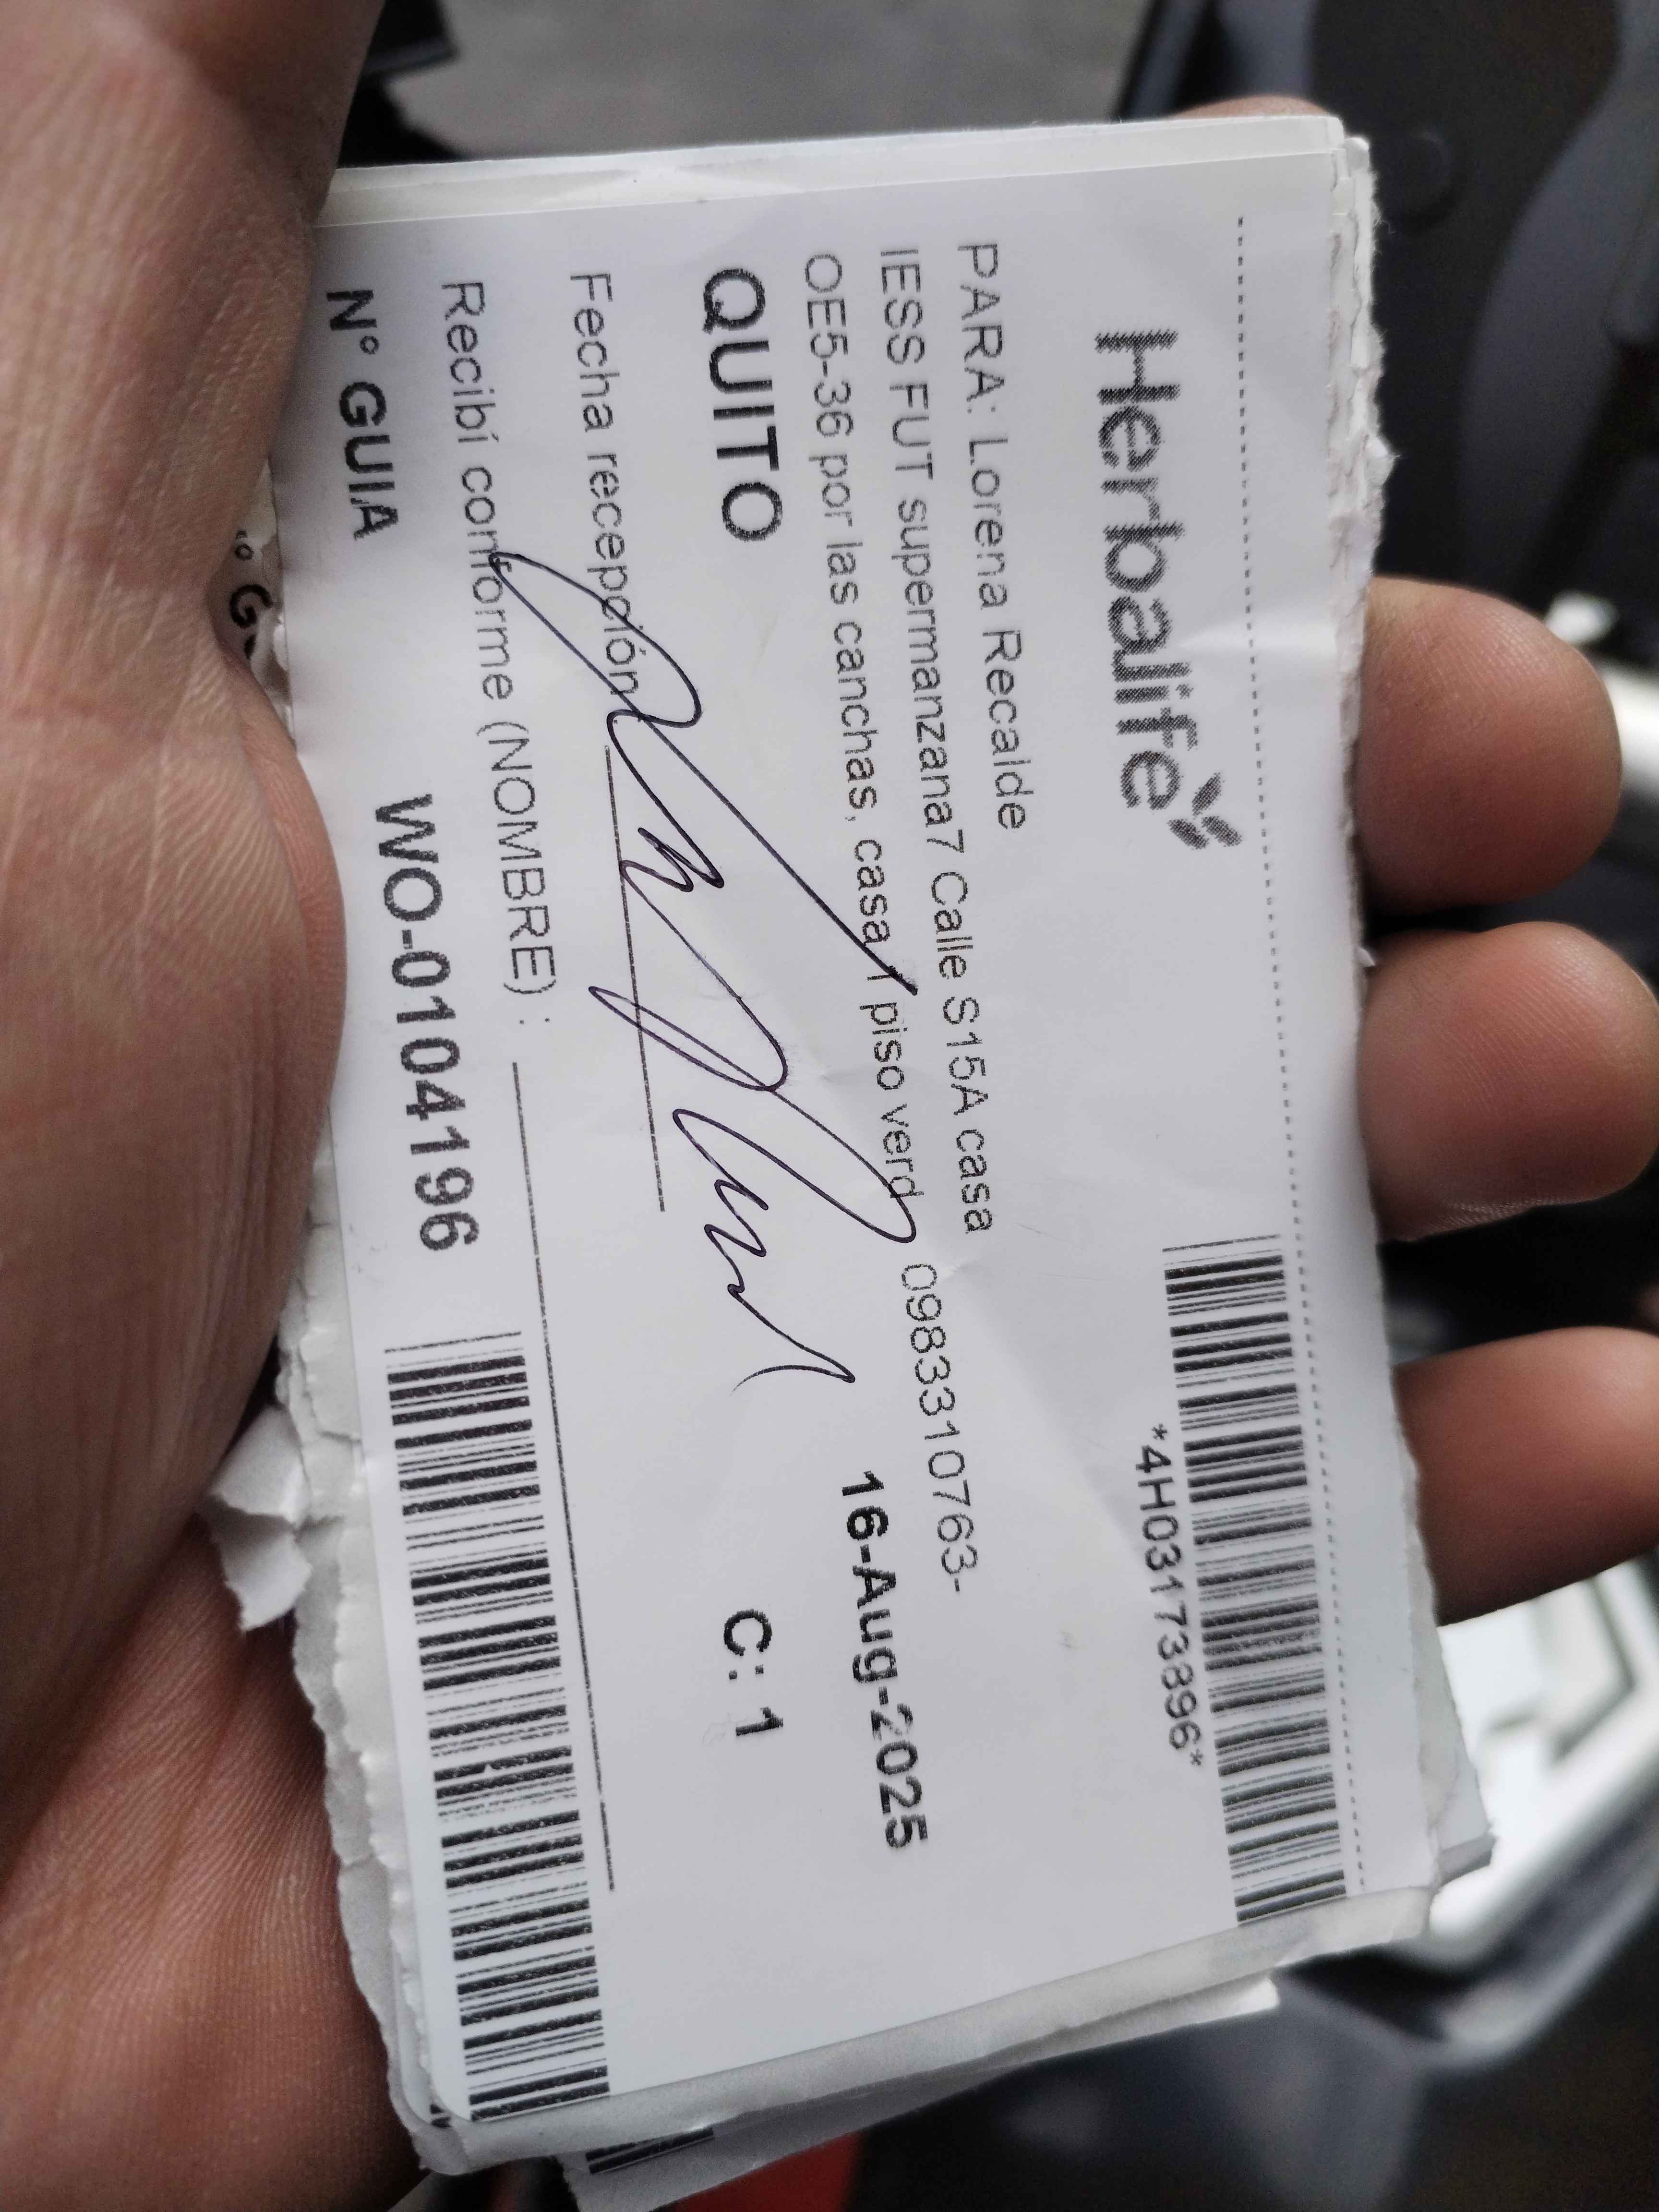 Herbalife
*4H03173896*
PARA: Lorena Recalde
IESS FUT supermanzana7 Calle S15A casa
OE5-36 por las canchas, casa 1 piso verd 0983310763-
QUITO
16-Aug-2025
Fecha recepción
C: 1
Recibí conforme (NOMBRE) :
N° GUIA
WO-0104196
° G